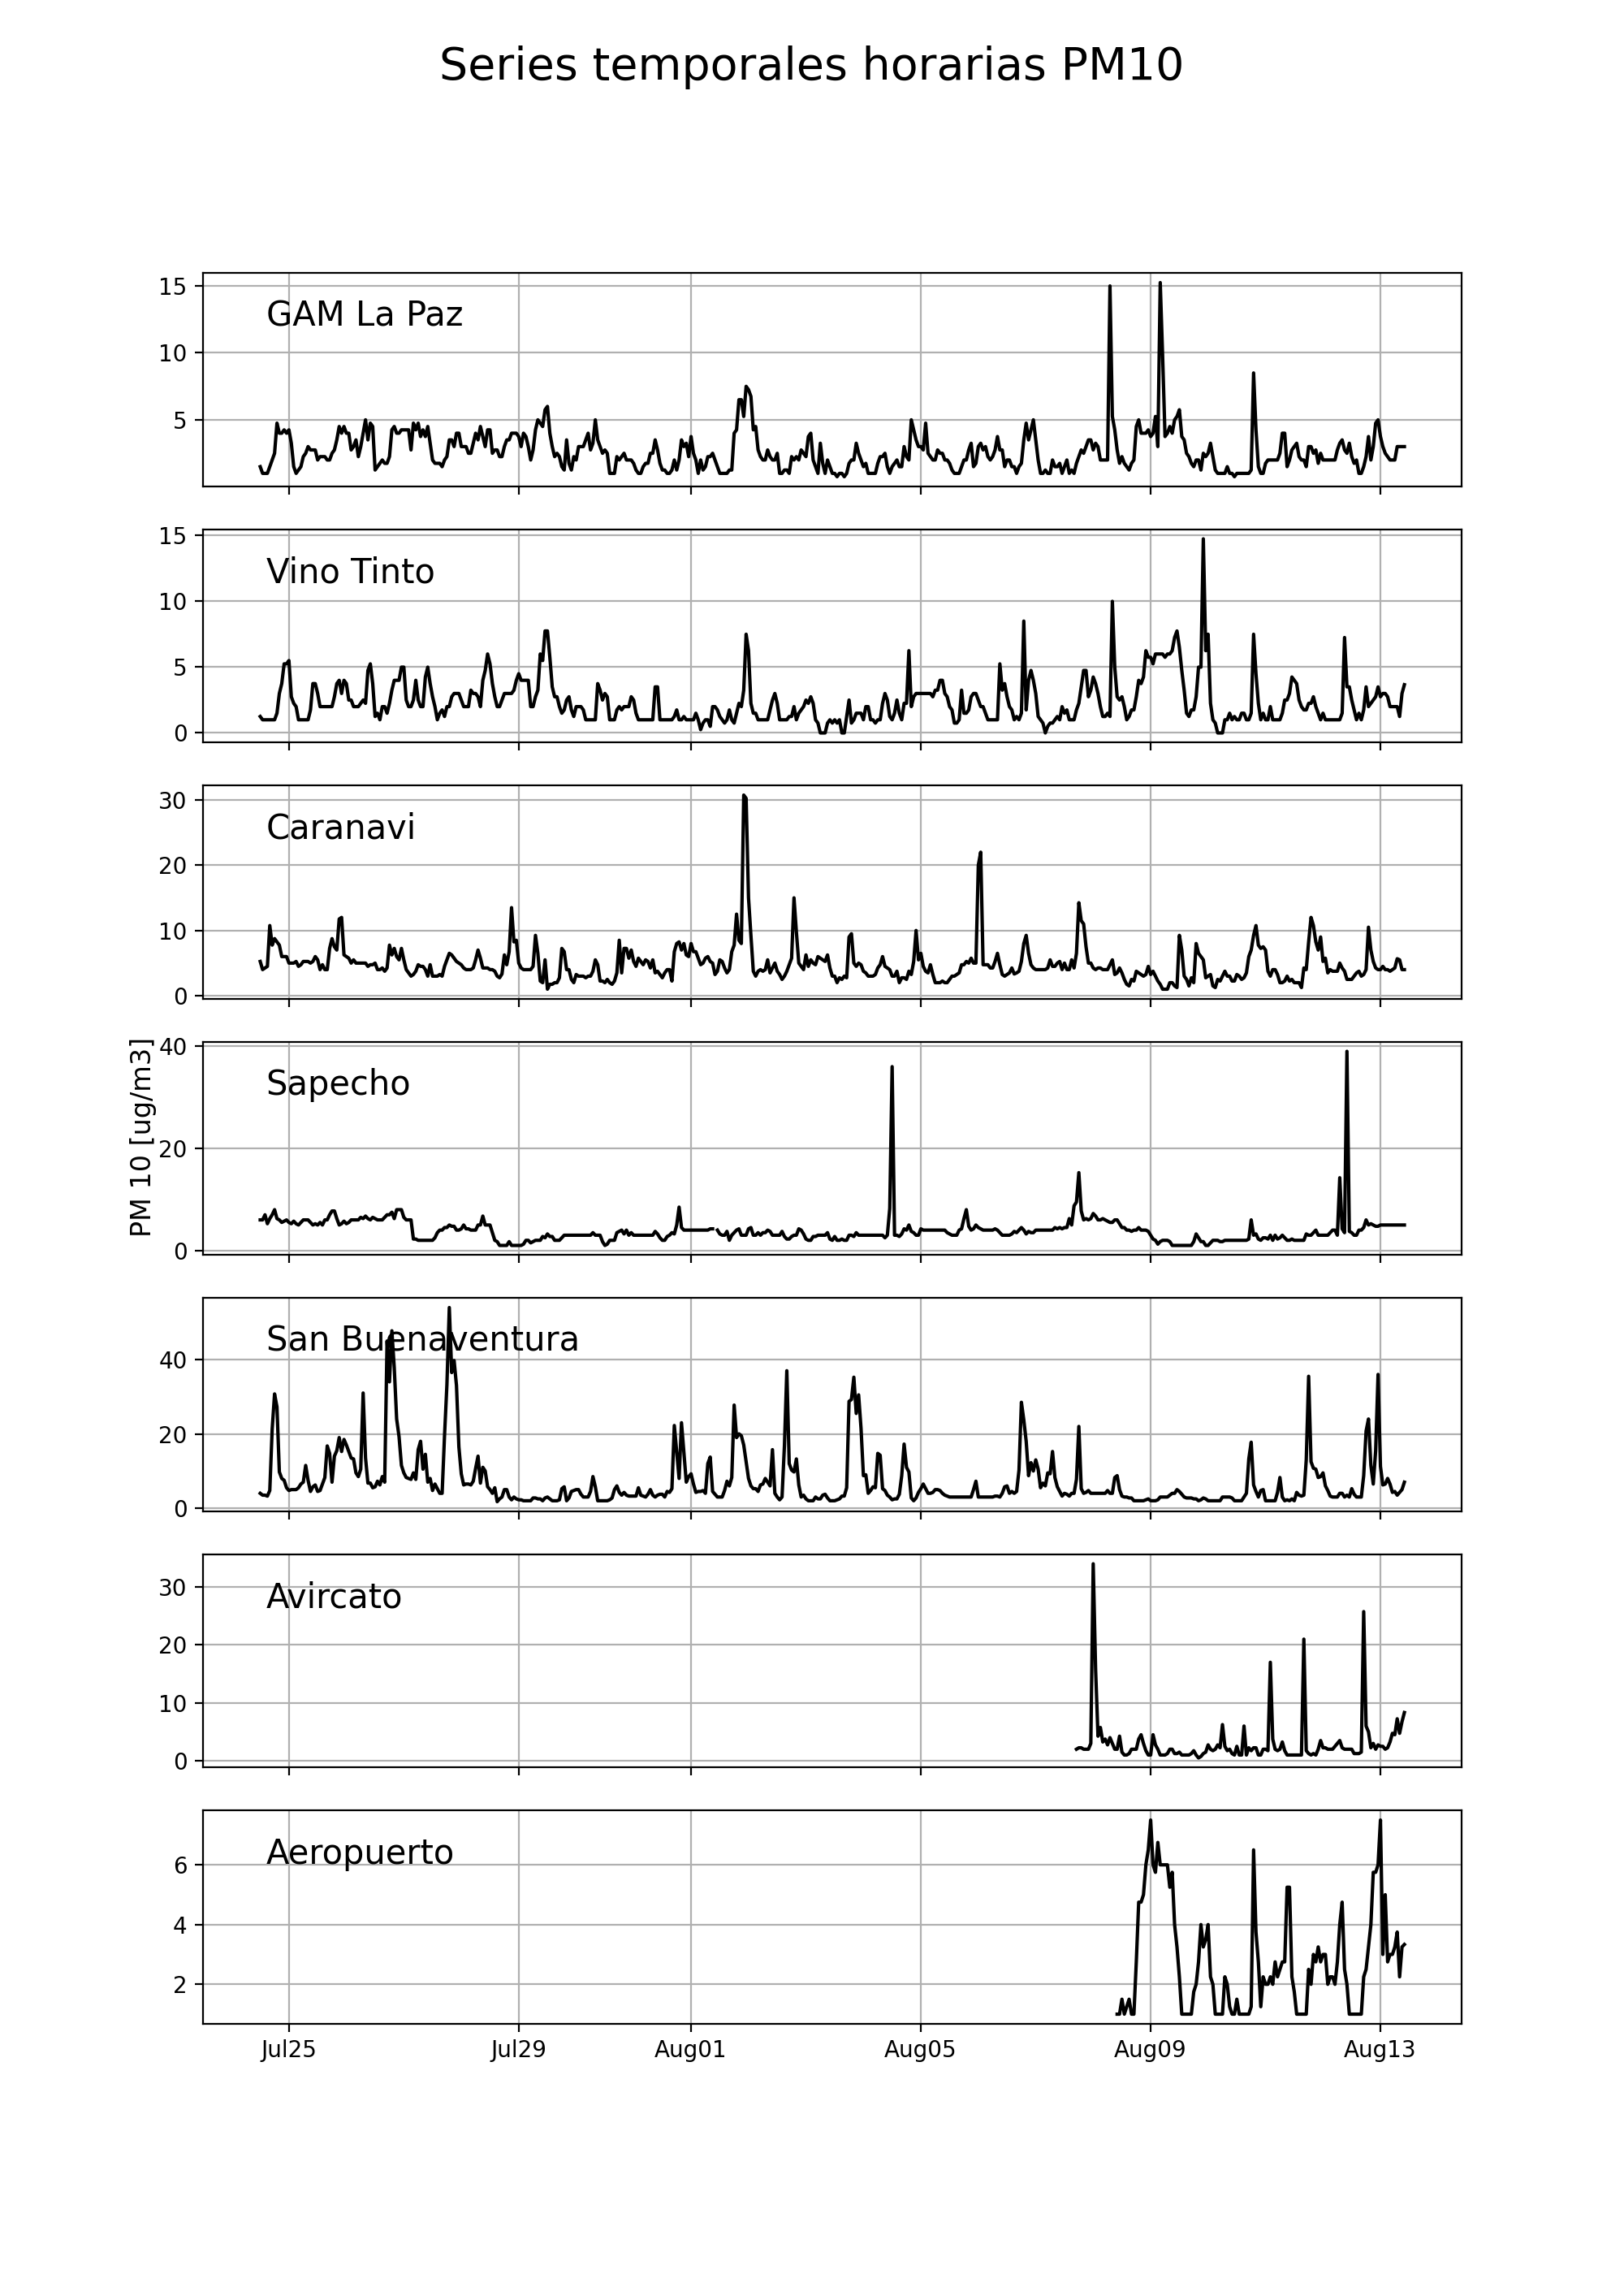 Series temporales horarias PM10
GAM La Paz
15
10
5
Vino Tinto
15
10
5
0
Caranavi
30
20
10
0
PM 10 [ug/m3]
Sapecho
40
20
0
San Buenaventura
40
20
0
Avircato
30
20
10
0
Aeropuerto
6
4
2
Jul25 Jul29 Aug01 Aug05 Aug09 Aug13